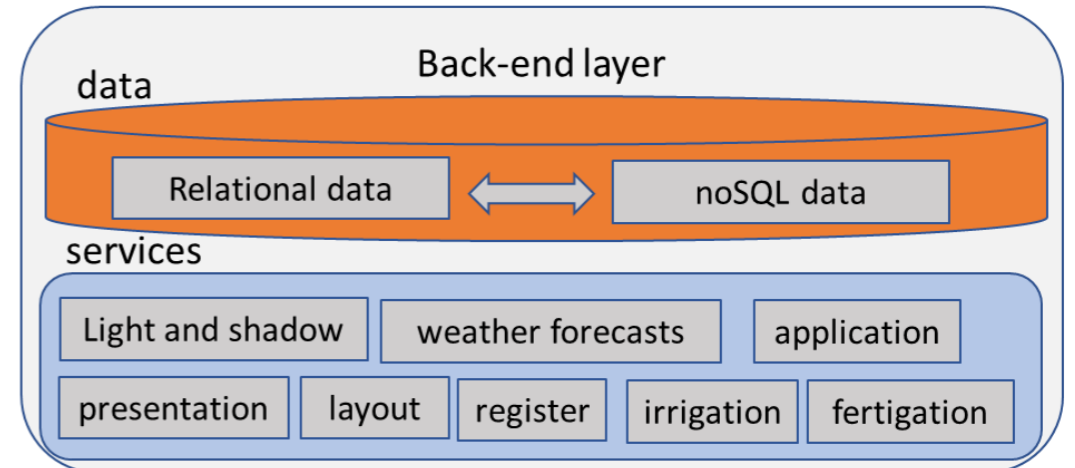 Back-end layer
data
Relational data
noSQL data
services
Light and shadow
weather forecasts
application
presentation
layout
register
irrigation
fertigation